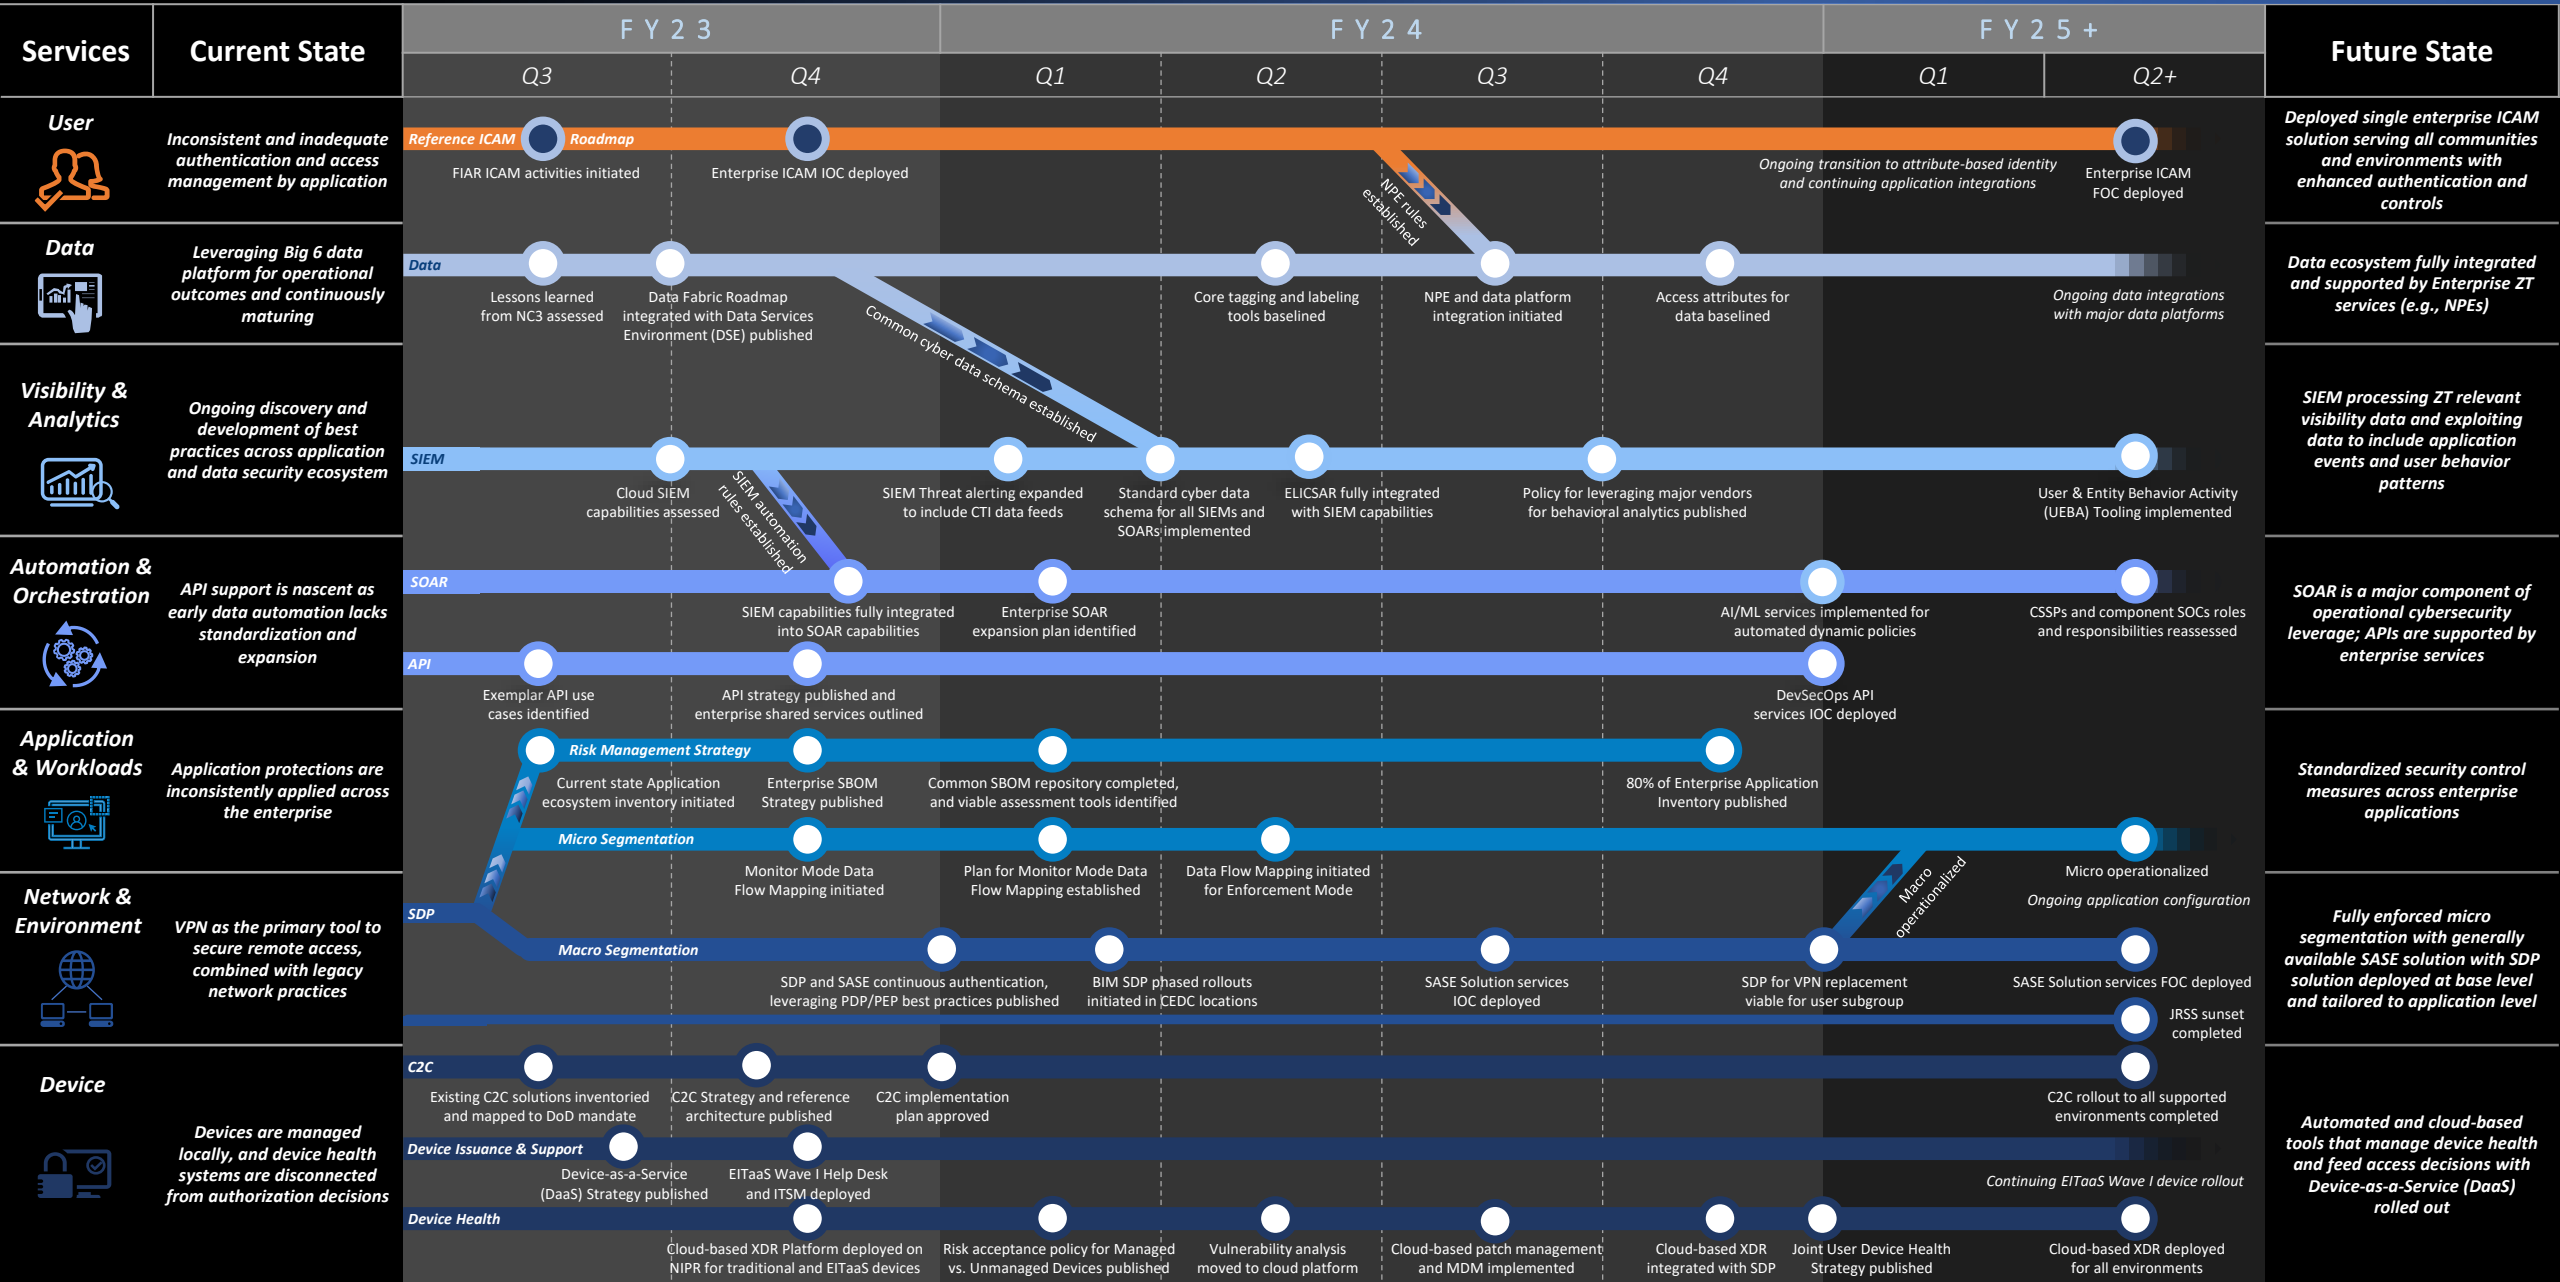 Services
Current State
FY23
FY24
FY25+
Future State
Q3
Q4
Q1
Q2
Q3
Q4
Q1
Q2+
User
Inconsistent and inadequate
authentication and access
management by application
Reference ICAM
Roadmap
FIAR ICAM activities initiated
Enterprise ICAM IOC deployed
NPE rules
established
Ongoing transition to attribute-based identity
and continuing application integrations
Enterprise ICAM
FOC deployed
Deployed single enterprise ICAM
solution serving all communities
and environments with
enhanced authentication and
controls
Data
Leveraging Big 6 data
platform for operational
outcomes and continuously
maturing
Data
Lessons learned
from NC3 assessed
Data Fabric Roadmap
integrated with Data Services
Environment (DSE) published
Common cyber data schema established
Core tagging and labeling
tools baselined
NPE and data platform
integration initiated
Access attributes for
data baselined
Ongoing data integrations
with major data platforms
Data ecosystem fully integrated
and supported by Enterprise ZT
services (e.g., NPEs)
Visibility &
Analytics
Ongoing discovery and
development of best
practices across application
and data security ecosystem
SIEM
Cloud SIEM
capabilities assessed
SIEM automation
rules established
SIEM Threat alerting expanded
to include CTI data feeds
Standard cyber data
schema for all SIEMs and
SOARs implemented
ELICSAR fully integrated
with SIEM capabilities
Policy for leveraging major vendors
for behavioral analytics published
User & Entity Behavior Activity
(UEBA) Tooling implemented
SIEM processing ZT relevant
visibility data and exploiting
data to include application
events and user behavior
patterns
Automation &
Orchestration
API support is nascent as
early data automation lacks
standardization and
expansion
SOAR
SIEM capabilities fully integrated
into SOAR capabilities
Enterprise SOAR
expansion plan identified
AI/ML services implemented for
automated dynamic policies
CSSPs and component SOCs roles
and responsibilities reassessed
API
Exemplar API use
cases identified
API strategy published and
enterprise shared services outlined
DevSecOps API
services IOC deployed
SOAR is a major component of
operational cybersecurity
leverage; APIs are supported by
enterprise services
Application
& Workloads
Application protections are
inconsistently applied across
the enterprise
Risk Management Strategy
Current state Application
ecosystem inventory initiated
Enterprise SBOM
Strategy published
Common SBOM repository completed,
and viable assessment tools identified
80% of Enterprise Application
Inventory published
Micro Segmentation
Monitor Mode Data
Flow Mapping initiated
Plan for Monitor Mode Data
Flow Mapping established
Data Flow Mapping initiated
for Enforcement Mode
Macro
operationalized
Micro operationalized
Ongoing application configuration
Standardized security control
measures across enterprise
applications
Network &
Environment
VPN as the primary tool to
secure remote access,
combined with legacy
network practices
SDP
Macro Segmentation
SDP and SASE continuous authentication,
leveraging PDP/PEP best practices published
BIM SDP phased rollouts
initiated in CEDC locations
SASE Solution services
IOC deployed
SDP for VPN replacement
viable for user subgroup
SASE Solution services FOC deployed
JRSS sunset
completed
Fully enforced micro
segmentation with generally
available SASE solution with SDP
solution deployed at base level
and tailored to application level
Device
Devices are managed
locally, and device health
systems are disconnected
from authorization decisions
C2C
Existing C2C solutions inventoried
and mapped to DoD mandate
C2C Strategy and reference
architecture published
C2C implementation
plan approved
C2C rollout to all supported
environments completed
Device Issuance & Support
Device-as-a-Service
(DaaS) Strategy published
EITaaS Wave I Help Desk
and ITSM deployed
Continuing EITaaS Wave I device rollout
Device Health
Cloud-based XDR Platform deployed on
NIPR for traditional and EITaaS devices
Risk acceptance policy for Managed
vs. Unmanaged Devices published
Vulnerability analysis
moved to cloud platform
Cloud-based patch management
and MDM implemented
Cloud-based XDR
integrated with SDP
Joint User Device Health
Strategy published
Cloud-based XDR deployed
for all environments
Automated and cloud-based
tools that manage device health
and feed access decisions with
Device-as-a-Service (DaaS)
rolled out